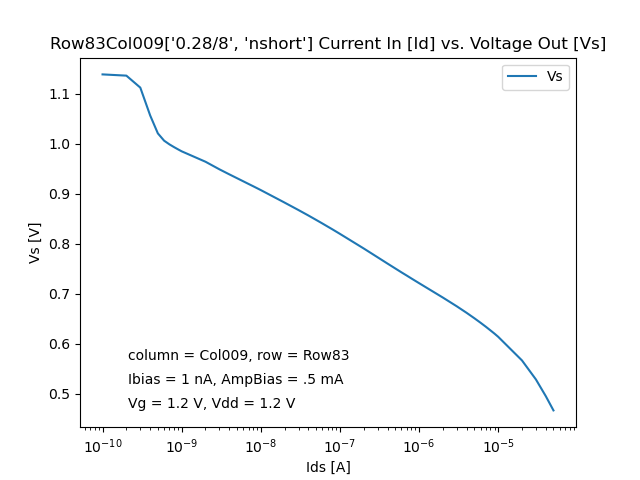 Row83Col009['0.28/8', 'nshort'] Current In [Id] vs. Voltage Out [Vs]
Vs
1.1
1.0
0.9
0.8
0.7
0.6
0.5
Vs [V]
column = Col009, row = Row83
Ibias = 1 nA, AmpBias = .5 mA
Vg = 1.2 V, Vdd = 1.2 V
10⁻¹⁰ 10⁻⁹ 10⁻⁸ 10⁻⁷ 10⁻⁶ 10⁻⁵
Ids [A]